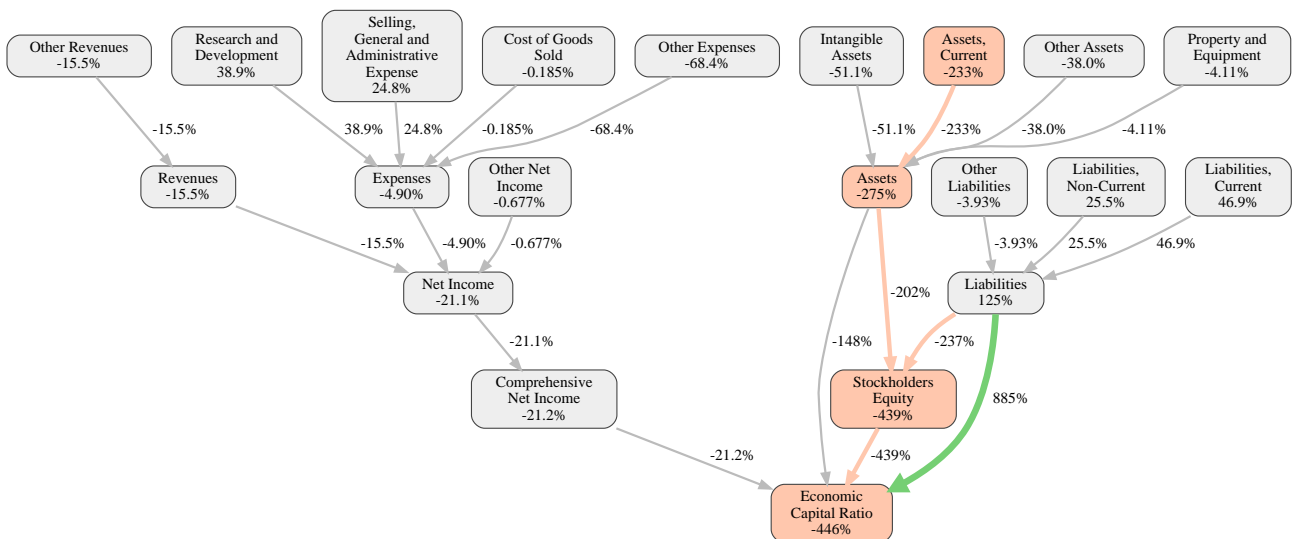 Other Revenues
-15.5%
Research and
Development
38.9%
Selling,
General and
Administrative
Expense
24.8%
Cost of Goods
Sold
-0.185%
Other Expenses
-68.4%
Intangible
Assets
-51.1%
Assets,
Current
-233%
Other Assets
-38.0%
Property and
Equipment
-4.11%
-15.5%
38.9%
24.8%
-0.185%
-68.4%
-51.1%
-233%
-38.0%
-4.11%
Revenues
-15.5%
Expenses
-4.90%
Other Net
Income
-0.677%
Assets
-275%
Other
Liabilities
-3.93%
Liabilities,
Non-Current
25.5%
Liabilities,
Current
46.9%
-15.5%
-4.90%
-0.677%
-3.93%
25.5%
46.9%
Net Income
-21.1%
-202%
Liabilities
125%
-21.1%
-148%
-237%
Comprehensive
Net Income
-21.2%
Stockholders
Equity
-439%
885%
-21.2%
-439%
Economic
Capital Ratio
-446%